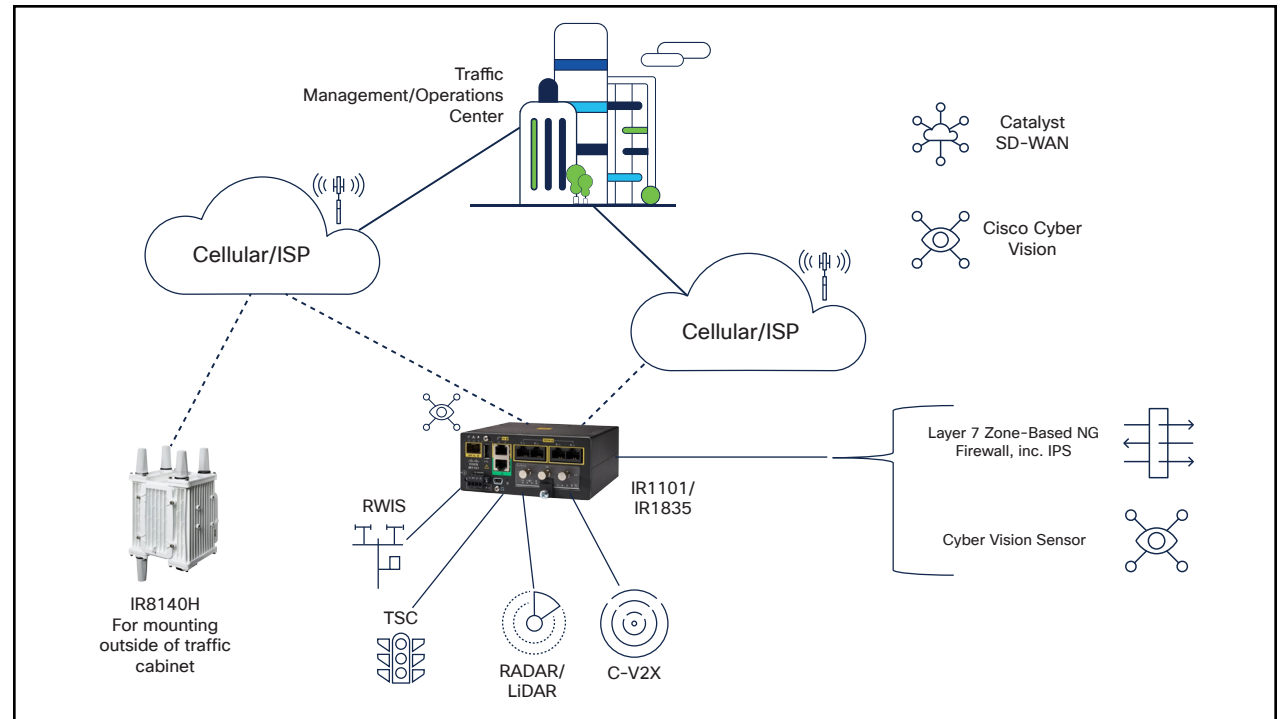 Traffic
Management/Operations
Center
Catalyst
SD-WAN
Cellular/ISP
Cisco Cyber
Vision
Cellular/ISP
Layer 7 Zone-Based NG
Firewall, inc. IPS
IR1101/
IR1835
RWIS
Cyber Vision Sensor
IR8140H
For mounting
outside of traffic
cabinet
TSC
RADAR/
LiDAR
C-V2X